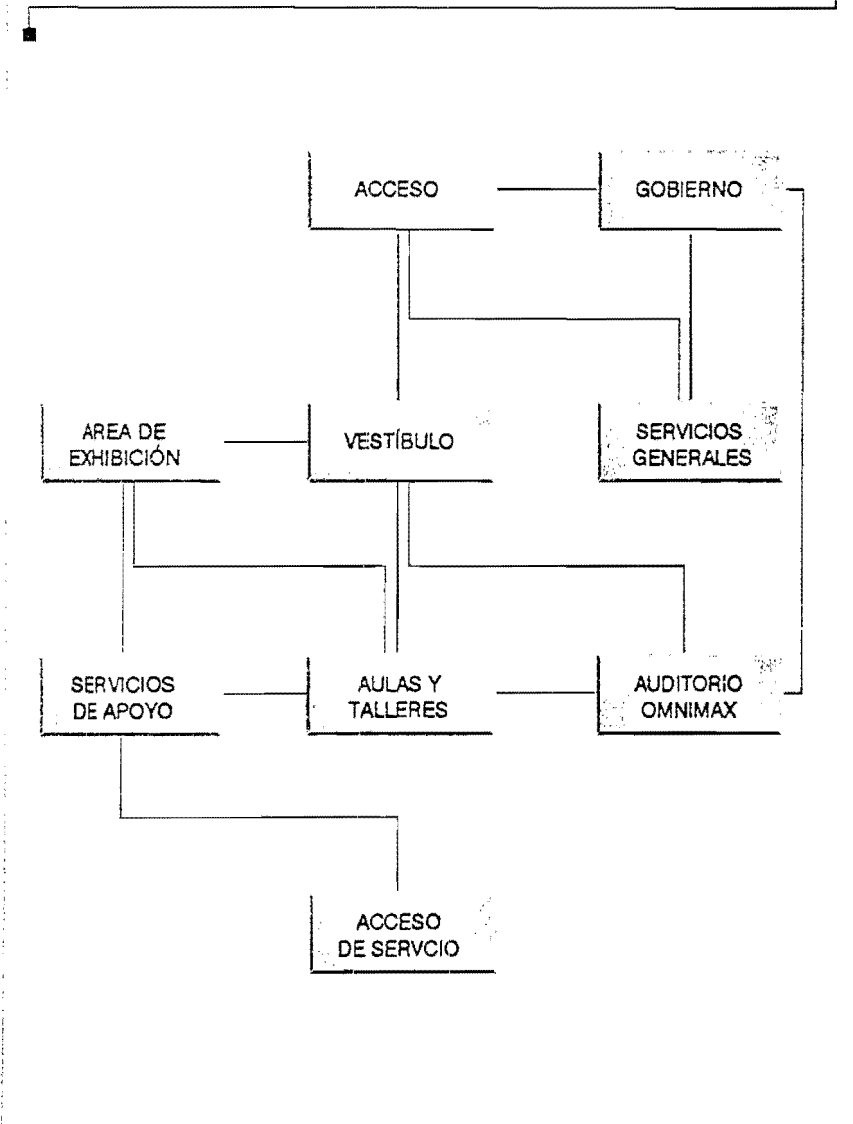 ACCESO
GOBIERNO
AREA DE
EXHIBICIÓN
VESTÍBULO
SERVICIOS
GENERALES
SERVICIOS
DE APOYO
AULAS Y
TALLERES
AUDITORIO
OMNIMAX
ACCESO
DE SERVCIO